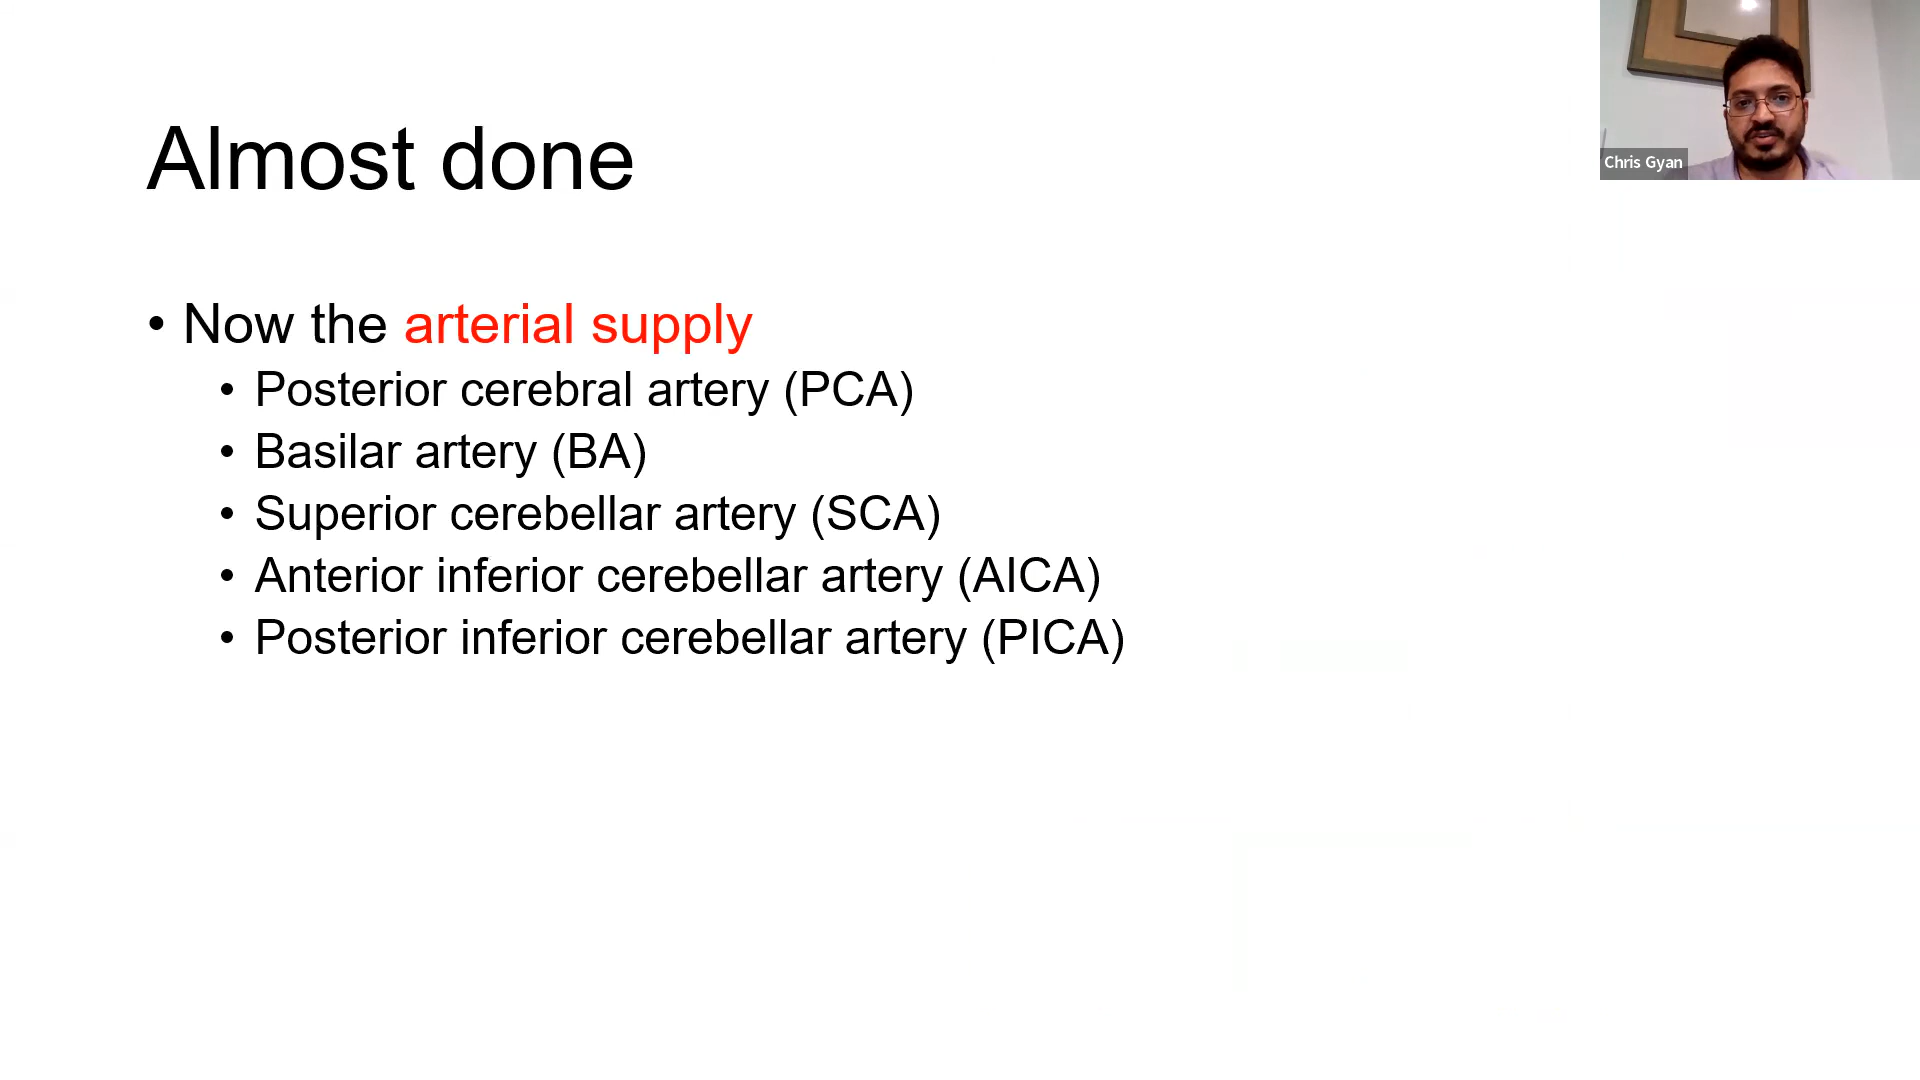 Almost done
• Now the arterial supply
• Posterior cerebral artery (PCA)
• Basilar artery (BA)
• Superior cerebellar artery (SCA)
• Anterior inferior cerebellar artery (AICA)
• Posterior inferior cerebellar artery (PICA)
Chris Gyan